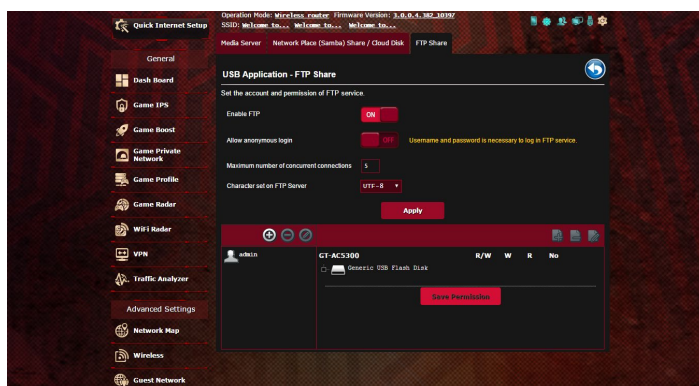 Quick Internet Setup
Operation Mode: Wireless router Firmware Version: 3.0.0.4.382_10397
SSID: Welcome to... Welcome to... Welcome to...
Media Server Network Place (Samba) Share / Cloud Disk FTP Share
General
Dash Board
Game IPS
Game Boost
Game Private Network
Game Profile
Game Radar
WiFi Radar
VPN
Traffic Analyzer
Advanced Settings
Network Map
Wireless
Guest Network
USB Application - FTP Share
Set the account and permission of FTP service.
Enable FTP ON
Allow anonymous login OFF Username and password is necessary to log in FTP service.
Maximum number of concurrent connections 5
Character set on FTP Server UTF-8
Apply
admin
GT-AC5300 R/W W R No
Generic USB Flash Disk
Save Permission